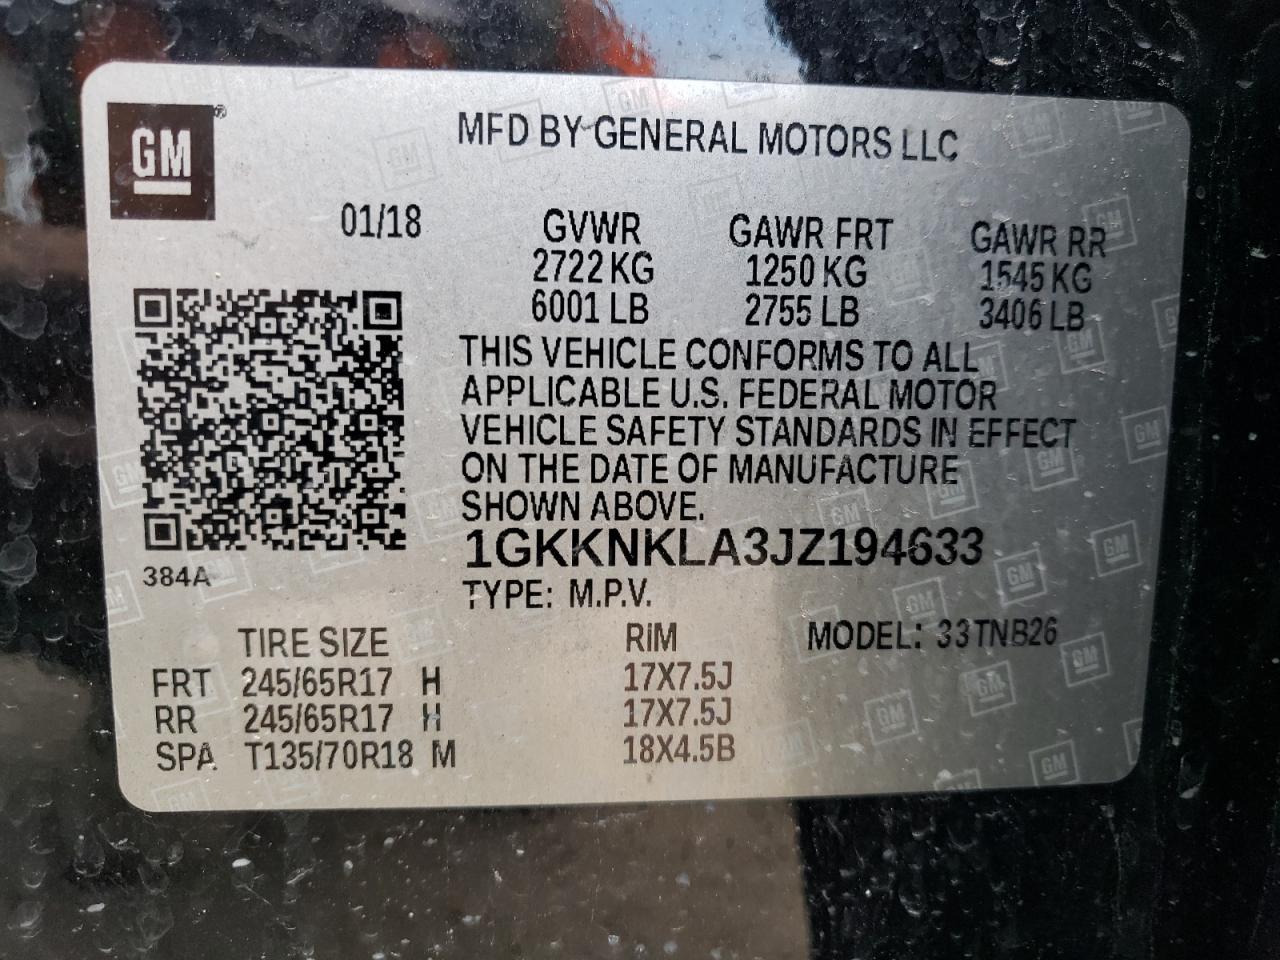 GM®
MFD BY GENERAL MOTORS LLC
01/18
GVWR GAWR FRT GAWR RR
2722 KG 1250 KG 1545 KG
6001 LB 2755 LB 3406 LB
THIS VEHICLE CONFORMS TO ALL
APPLICABLE U.S. FEDERAL MOTOR
VEHICLE SAFETY STANDARDS IN EFFECT
ON THE DATE OF MANUFACTURE
SHOWN ABOVE.
1GKKNKLA3JZ194633
384A
TYPE: M.P.V.
TIRE SIZE RiM MODEL: 33TNB26
FRT 245/65R17 H 17X7.5J
RR 245/65R17 H 17X7.5J
SPA T135/70R18 M 18X4.5B